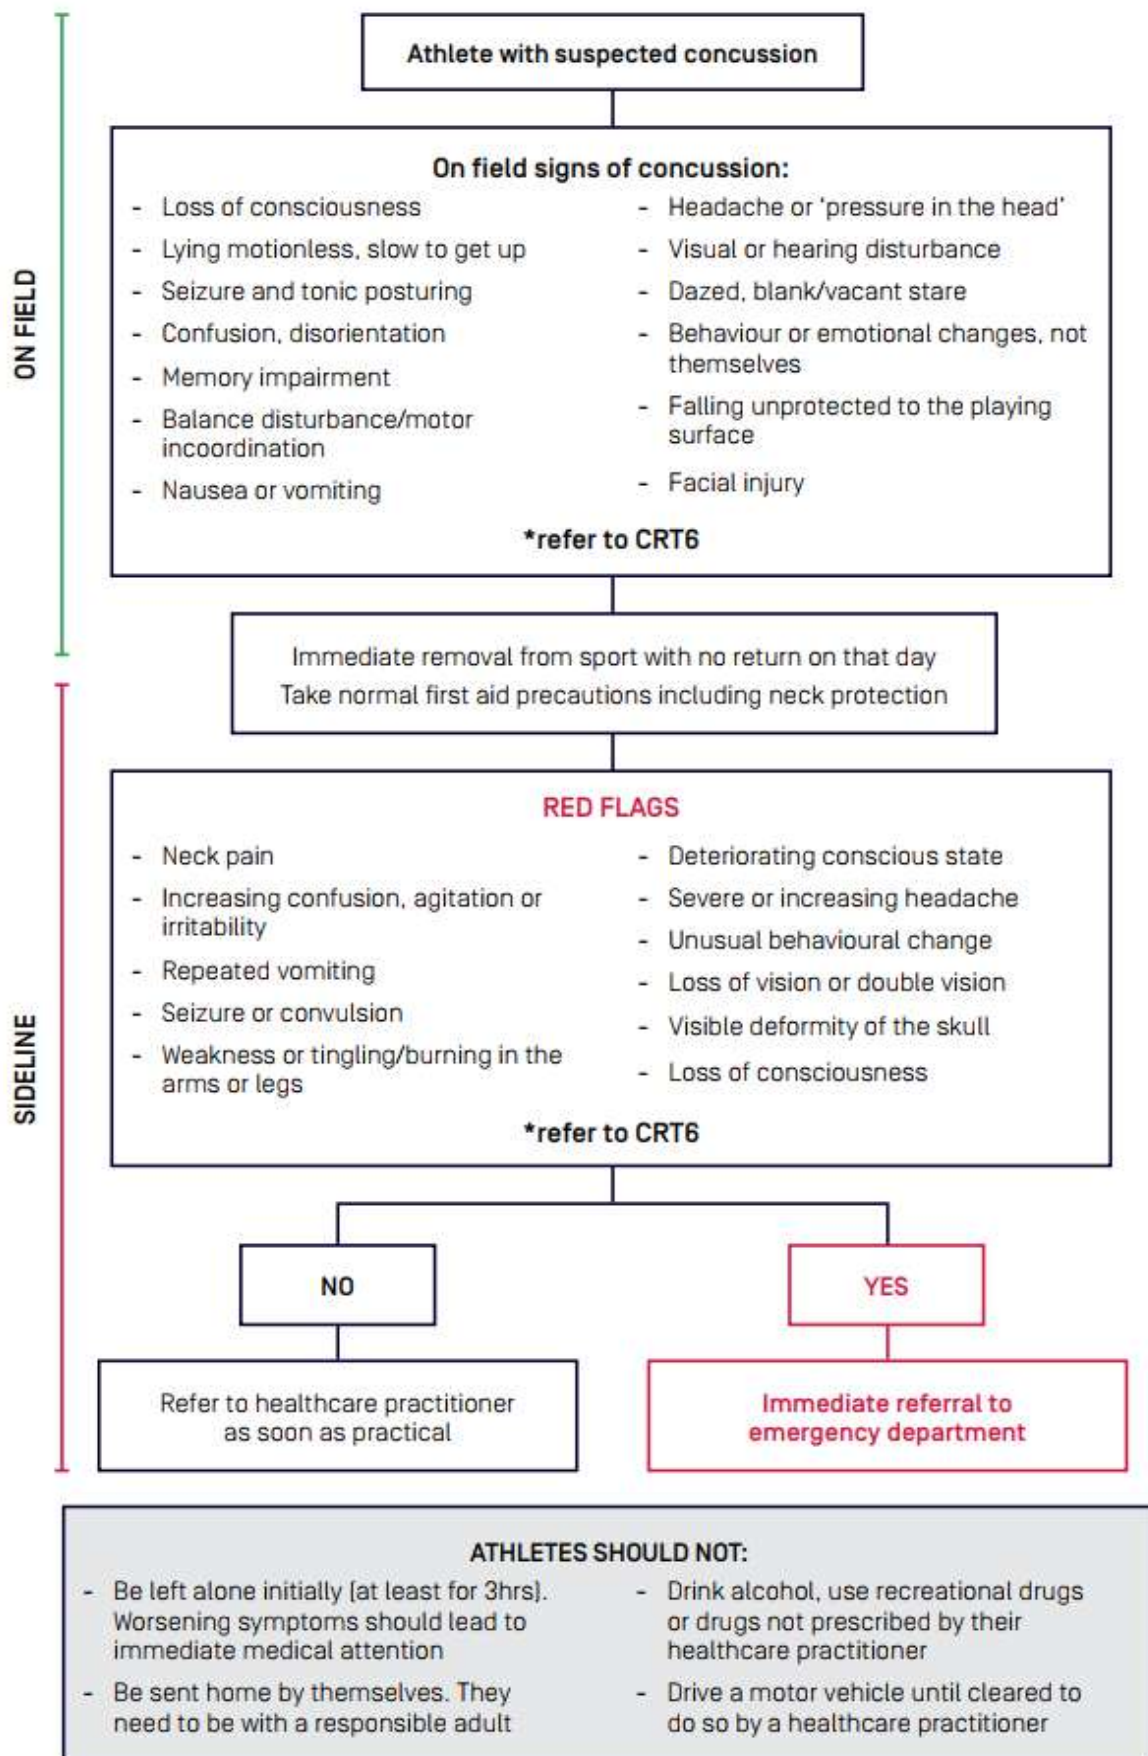 Athlete with suspected concussion
ON FIELD
On field signs of concussion:
- Loss of consciousness
- Lying motionless, slow to get up
- Seizure and tonic posturing
- Confusion, disorientation
- Memory impairment
- Balance disturbance/motor
incoordination
- Nausea or vomiting
- Headache or ‘pressure in the head’
- Visual or hearing disturbance
- Dazed, blank/vacant stare
- Behaviour or emotional changes, not
themselves
- Falling unprotected to the playing
surface
- Facial injury
*refer to CRT6
Immediate removal from sport with no return on that day
Take normal first aid precautions including neck protection
SIDELINE
RED FLAGS
- Neck pain
- Increasing confusion, agitation or
irritability
- Repeated vomiting
- Seizure or convulsion
- Weakness or tingling/burning in the
arms or legs
- Deteriorating conscious state
- Severe or increasing headache
- Unusual behavioural change
- Loss of vision or double vision
- Visible deformity of the skull
- Loss of consciousness
*refer to CRT6
NO
Refer to healthcare practitioner
as soon as practical
YES
Immediate referral to
emergency department
ATHLETES SHOULD NOT:
- Be left alone initially (at least for 3hrs).
Worsening symptoms should lead to
immediate medical attention
- Be sent home by themselves. They
need to be with a responsible adult
- Drink alcohol, use recreational drugs
or drugs not prescribed by their
healthcare practitioner
- Drive a motor vehicle until cleared to
do so by a healthcare practitioner